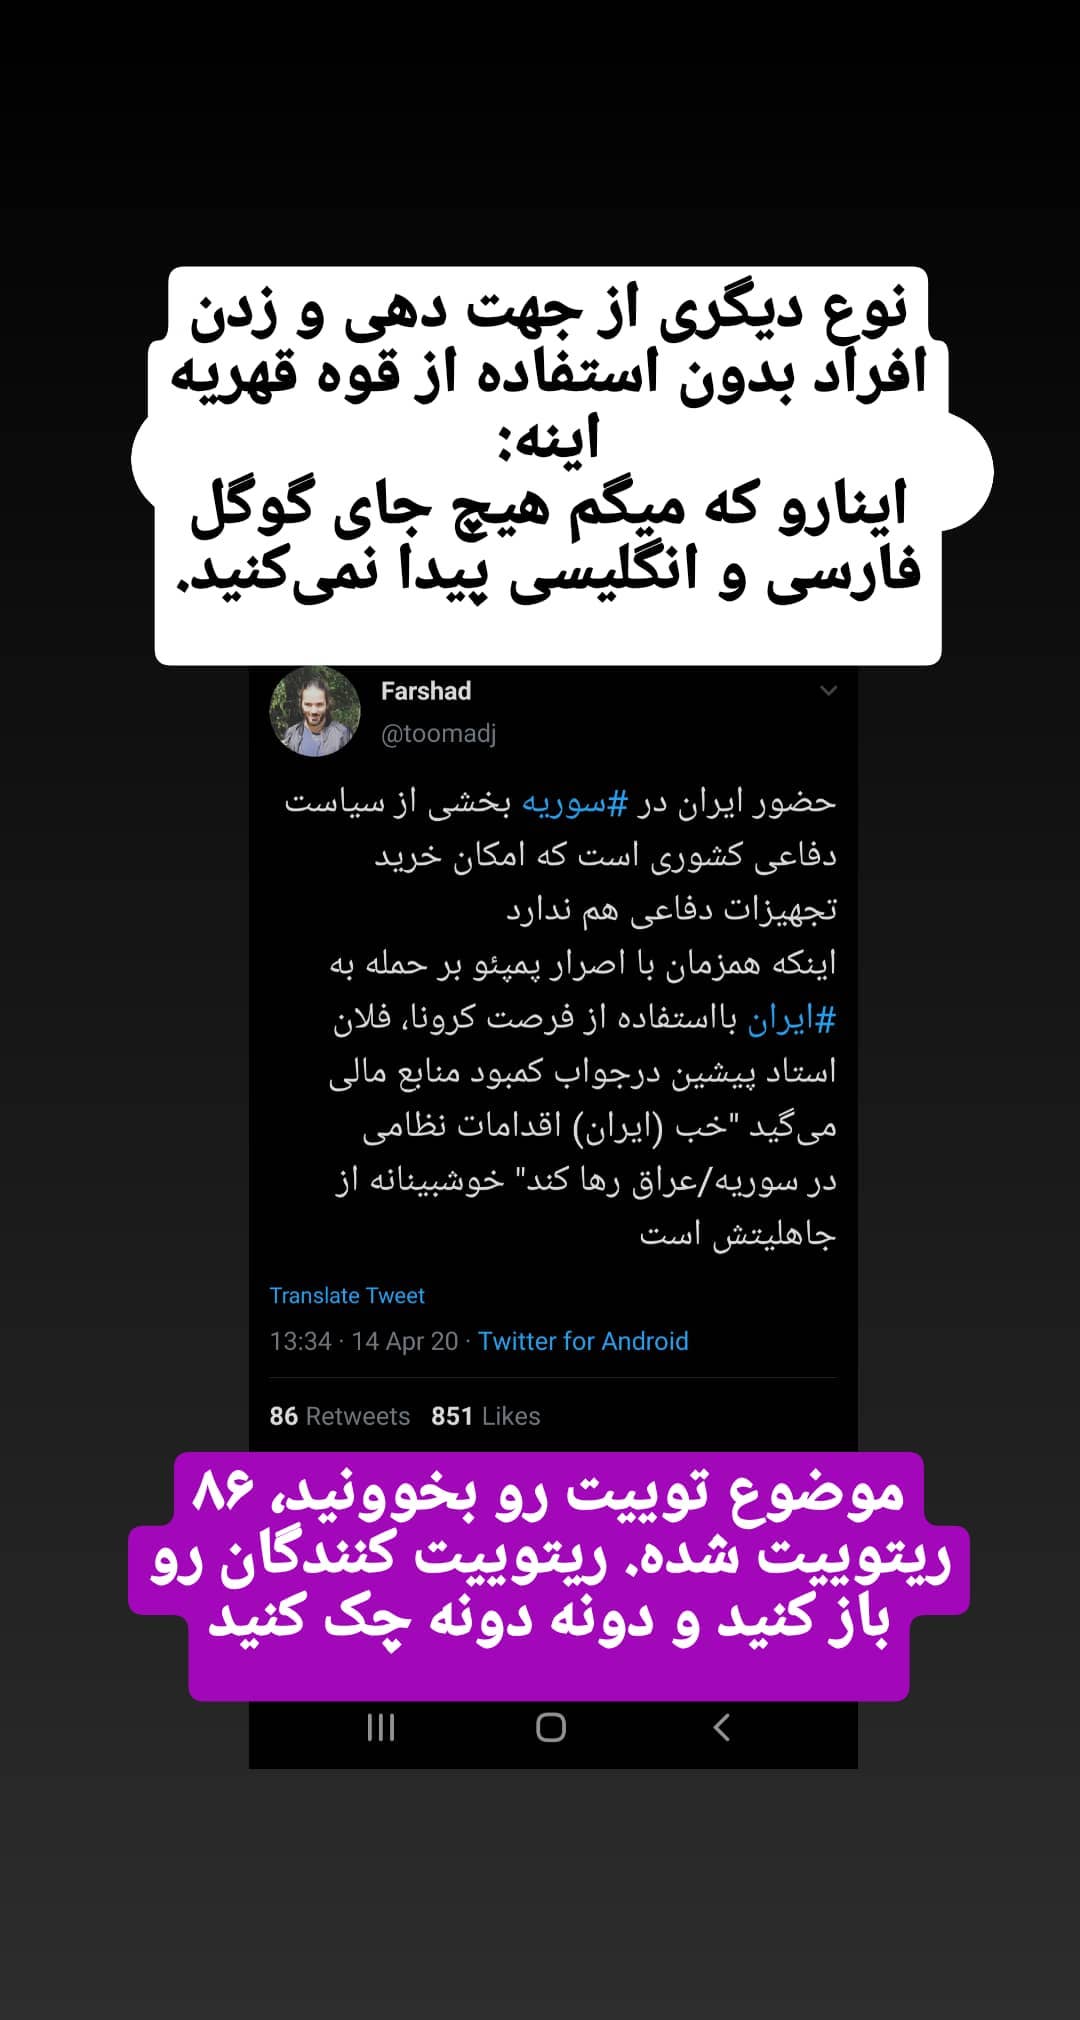 نوع دیگری از جهت دهی و زدن
افراد بدون استفاده از قوه قهریه
اینه:
اینارو که میگم هیچ جای گوگل
فارسی و انگلیسی پیدا نمی‌کنید.
Farshad
@toomadj
حضور ایران در #سوریه بخشی از سیاست
دفاعی کشوری است که امکان خرید
تجهیزات دفاعی هم ندارد
اینکه همزمان با اصرار پمپئو بر حمله به
#ایران بااستفاده از فرصت کرونا، فلان
استاد پیشین درجواب کمبود منابع مالی
می‌گید "خب (ایران) اقدامات نظامی
در سوریه/عراق رها کند" خوشبینانه از
جاهلیتش است
Translate Tweet
13:34 · 14 Apr 20 · Twitter for Android
86 Retweets 851 Likes
موضوع توییت رو بخوونید، ۸۶
ریتوییت شده. ریتوییت کنندگان رو
باز کنید و دونه دونه چک کنید